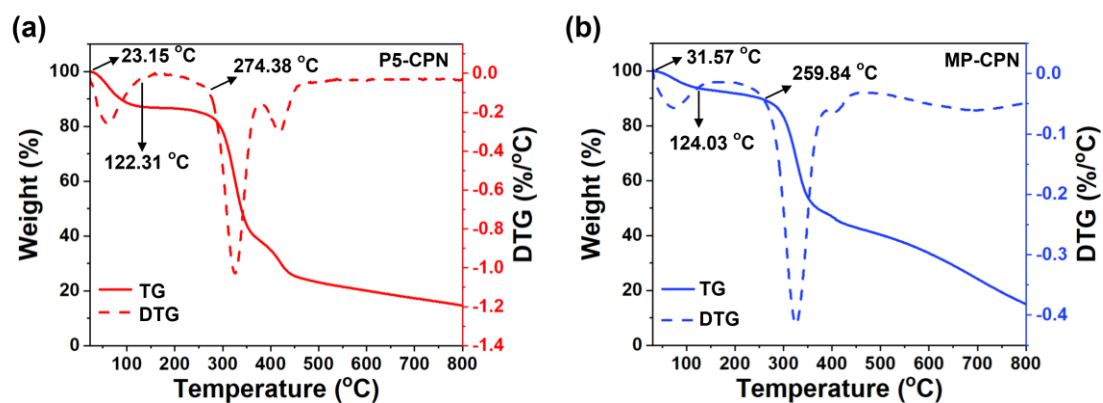 (a)
23.15 °C
274.38 °C
P5-CPN
122.31 °C
TG
DTG
Weight (%)
100
80
60
40
20
0
100 200 300 400 500 600 700 800
Temperature (°C)
0.0
-0.2
-0.4
-0.6
-0.8
-1.0
-1.2
-1.4
DTG (%/°C)
(b)
31.57 °C
259.84 °C
MP-CPN
124.03 °C
TG
DTG
Weight (%)
100
80
60
40
20
0
100 200 300 400 500 600 700 800
Temperature (°C)
0.0
-0.1
-0.2
-0.3
-0.4
DTG (%/°C)